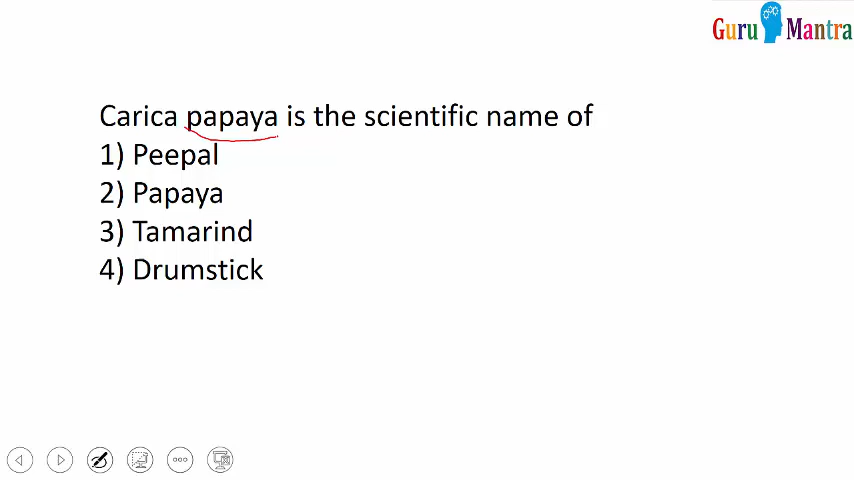 Guru Mantra
Carica papaya is the scientific name of
1) Peepal
2) Papaya
3) Tamarind
4) Drumstick